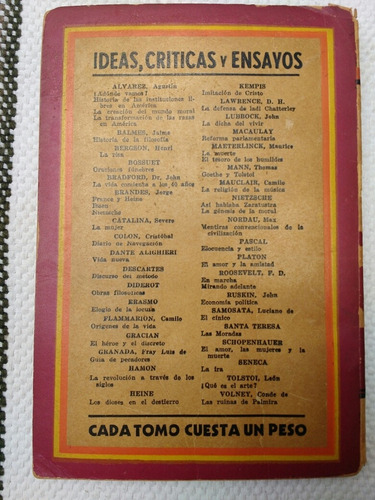 IDEAS, CRITICAS Y ENSAYOS
ALVAREZ, Agustín
¿Adónde vamos?
Historia de las instituciones li-
bres en América
La creación del mundo moral
La transformación de las razas
en América
BALMES, Jaime
Historia de la filosofía
BERGSON, Henri
La risa
BOSSUET
Oraciones fúnebres
BRADFORD, Dr. John
La vida comienza a los 40 años
BRANDES, Jorge
France y Heine
Ibsen
Nietzsche
CATALINA, Severo
La mujer
COLON, Cristóbal
Diario de Navegación
DANTE ALIGHIERI
Vida nueva
DESCARTES
Discurso del método
DIDEROT
Obras filosóficas
ERASMO
Elogio de la locura
FLAMMARION, Camilo
Orígenes de la vida
GRACIAN
El héroe y el discreto
GRANADA, Fray Luis de
Guía de pecadores
HAMON
La revolución a través de los
siglos
HEINE
Los dioses en el destierro
KEMPIS
Imitación de Cristo
LAWRENCE, D. H.
La defensa de ladi Chatterley
LUBBOCK, John
La dicha del vivir
MACAULAY
Reforma parlamentaria
MAETERLINCK, Mauricio
La muerte
El tesoro de los humildes
MANN, Thomas
Goethe y Tolstoi
MAUCLAIR, Camilo
La religión de la música
NIETZSCHE
Así hablaba Zaratustra
La génesis de la moral
NORDAU, Max
Mentiras convencionales de la
civilización
PASCAL
Elocuencia y estilo
PLATON
El amor y la amistad
ROOSEVELT, F. D.
En marcha
Mirando adelante
RUSKIN, John
Economía política
SAMOSATA, Luciano de
El cínico
SANTA TERESA
Las Moradas
SCHOPENHAUER
El amor, las mujeres y la
muerte
SENECA
La ira
TOLSTOI, León
¿Qué es el arte?
VOLNEY, Conde de
Las ruinas de Palmira
CADA TOMO CUESTA UN PESO